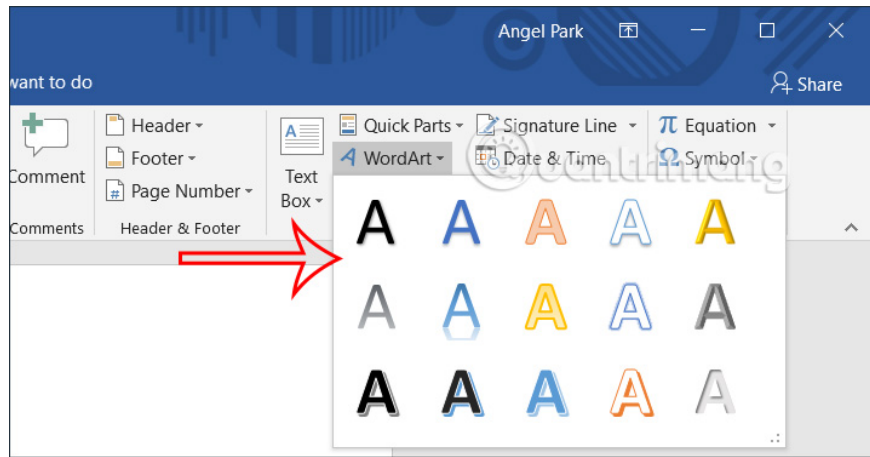 Angel Park
want to do
Share
Comment
Header
Footer
Page Number
Text
Box
Quick Parts
WordArt
Signature Line
Date & Time
Equation
Symbol
Comments
Header & Footer
quantrimang
A A A A A
A A A A A
A A A A A